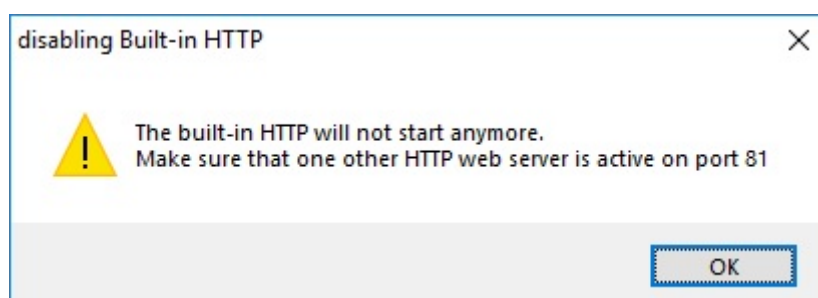 disabling Built-in HTTP
The built-in HTTP will not start anymore.
Make sure that one other HTTP web server is active on port 81
OK